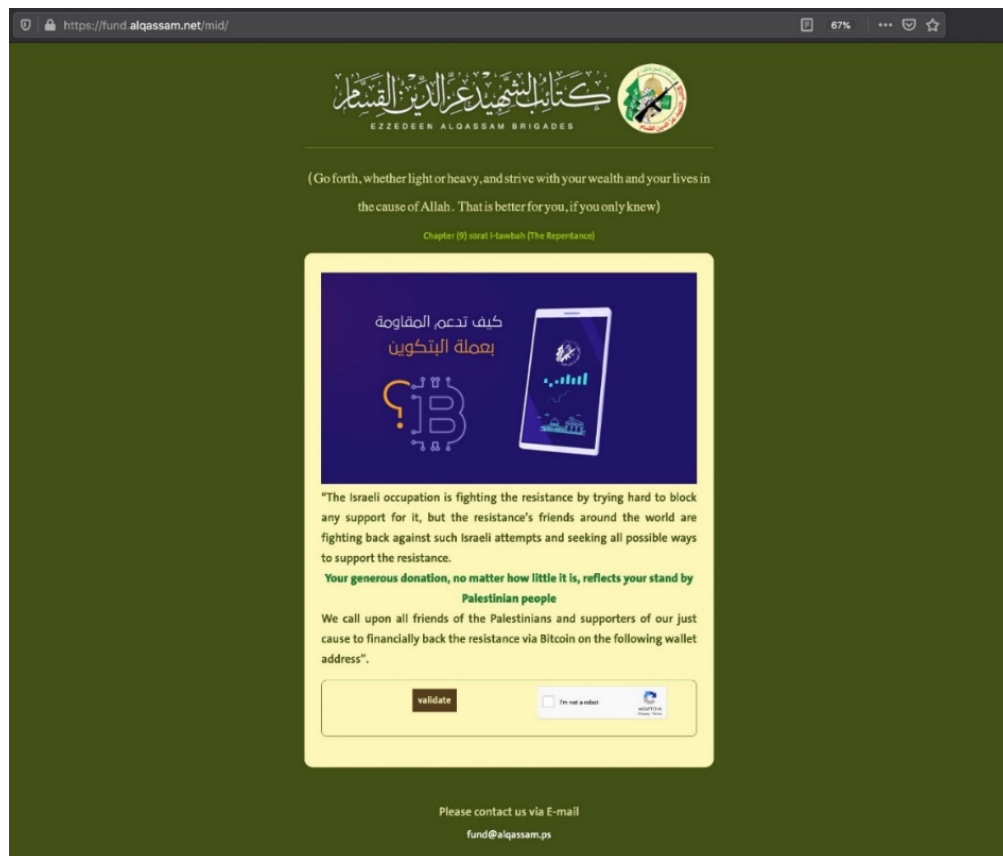 https://fund.alqassam.net/mid/
67%
كتائب الشهيد عز الدين القسام
EZZEDEEN ALQASSAM BRIGADES
(Go forth, whether light or heavy, and strive with your wealth and your lives in
the cause of Allah. That is better for you, if you only knew)
Chapter (9) sorat l-tawbah (The Repentance)
كيف تدعم المقاومة
بعملة البتكوين
؟
"The Israeli occupation is fighting the resistance by trying hard to block
any support for it, but the resistance's friends around the world are
fighting back against such Israeli attempts and seeking all possible ways
to support the resistance.
Your generous donation, no matter how little it is, reflects your stand by
Palestinian people
We call upon all friends of the Palestinians and supporters of our just
cause to financially back the resistance via Bitcoin on the following wallet
address".
validate
I'm not a robot
reCAPTCHA
Privacy - Terms
Please contact us via E-mail
fund@alqassam.ps